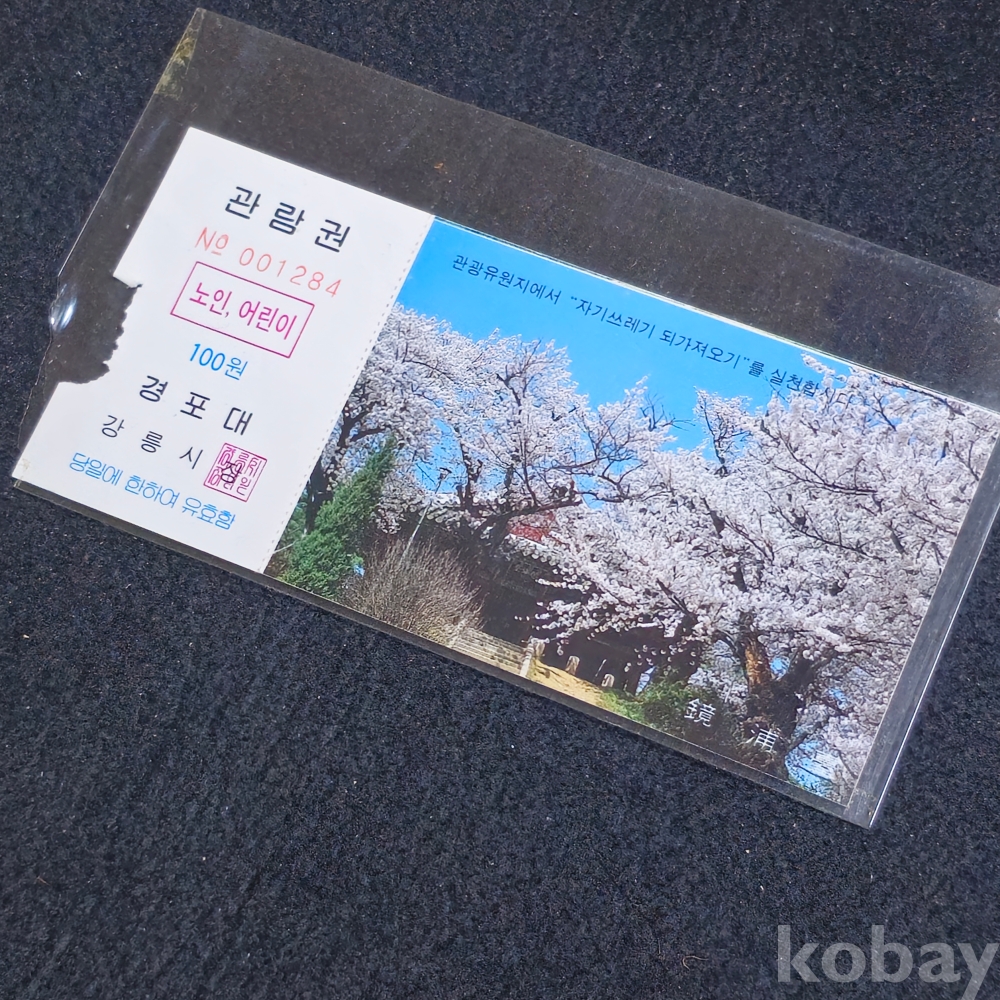 관람권
№ 001284
노인, 어린이
100원
경포대
강릉시
당일에 한하여 유효함
관광유원지에서 "자기쓰레기 되가져오기"를 실천합시다
鏡浦
kobay